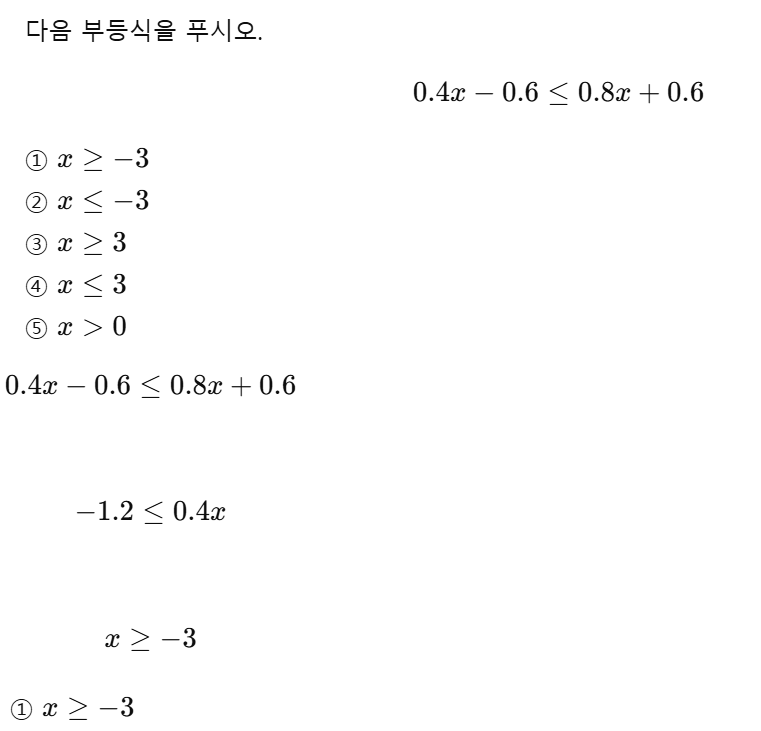 다음 부등식을 푸시오.
0.4x − 0.6 ≤ 0.8x + 0.6
① x ≥ −3
② x ≤ −3
③ x ≥ 3
④ x ≤ 3
⑤ x > 0
0.4x − 0.6 ≤ 0.8x + 0.6
−1.2 ≤ 0.4x
x ≥ −3
① x ≥ −3